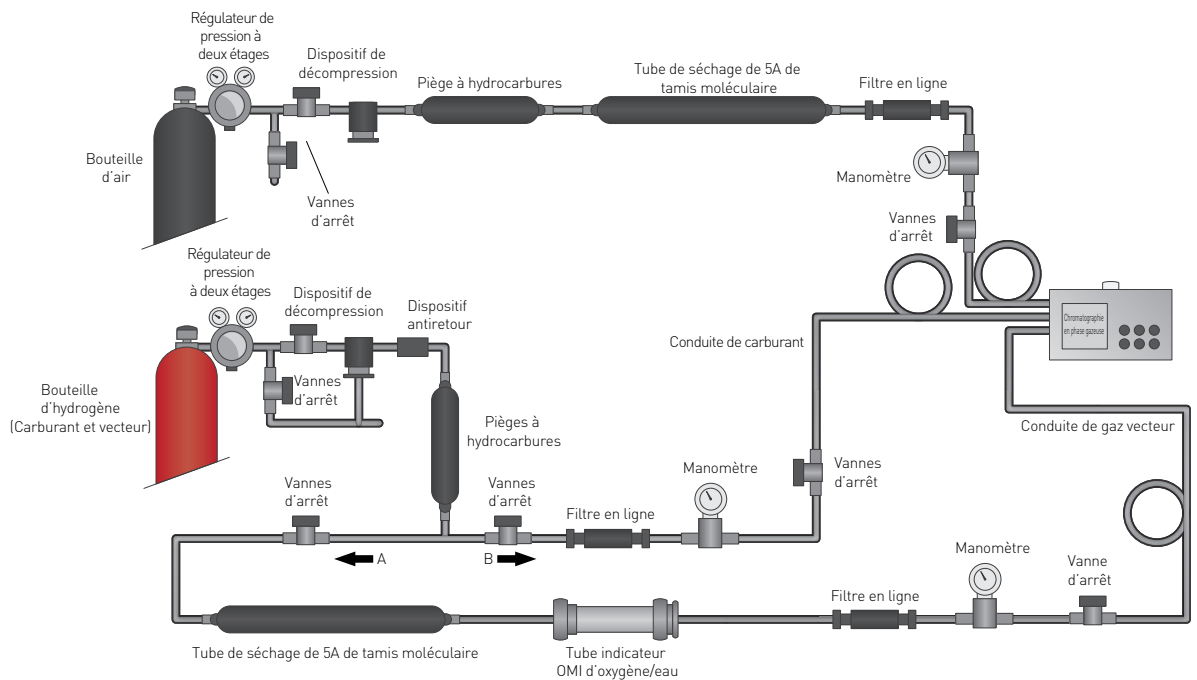 Régulateur de
pression à
deux étages
Dispositif de
décompression
Piège à hydrocarbures
Tube de séchage de 5A de
tamis moléculaire
Filtre en ligne
Bouteille
d'air
Vannes
d'arrêt
Manomètre
Vannes
d'arrêt
Régulateur de
pression
à deux étages
Dispositif de
décompression
Dispositif
antiretour
Conduite de carburant
Chromatographie
en phase gazeuse
Bouteille
d'hydrogène
(Carburant et vecteur)
Vannes
d'arrêt
Pièges à
hydrocarbures
Conduite de gaz vecteur
Vannes
d'arrêt
Vannes
d'arrêt
Filtre en ligne
Manomètre
Vannes
d'arrêt
A
B
Manomètre
Vanne
d'arrêt
Filtre en ligne
Tube de séchage de 5A de tamis moléculaire
Tube indicateur
OMI d'oxygène/eau